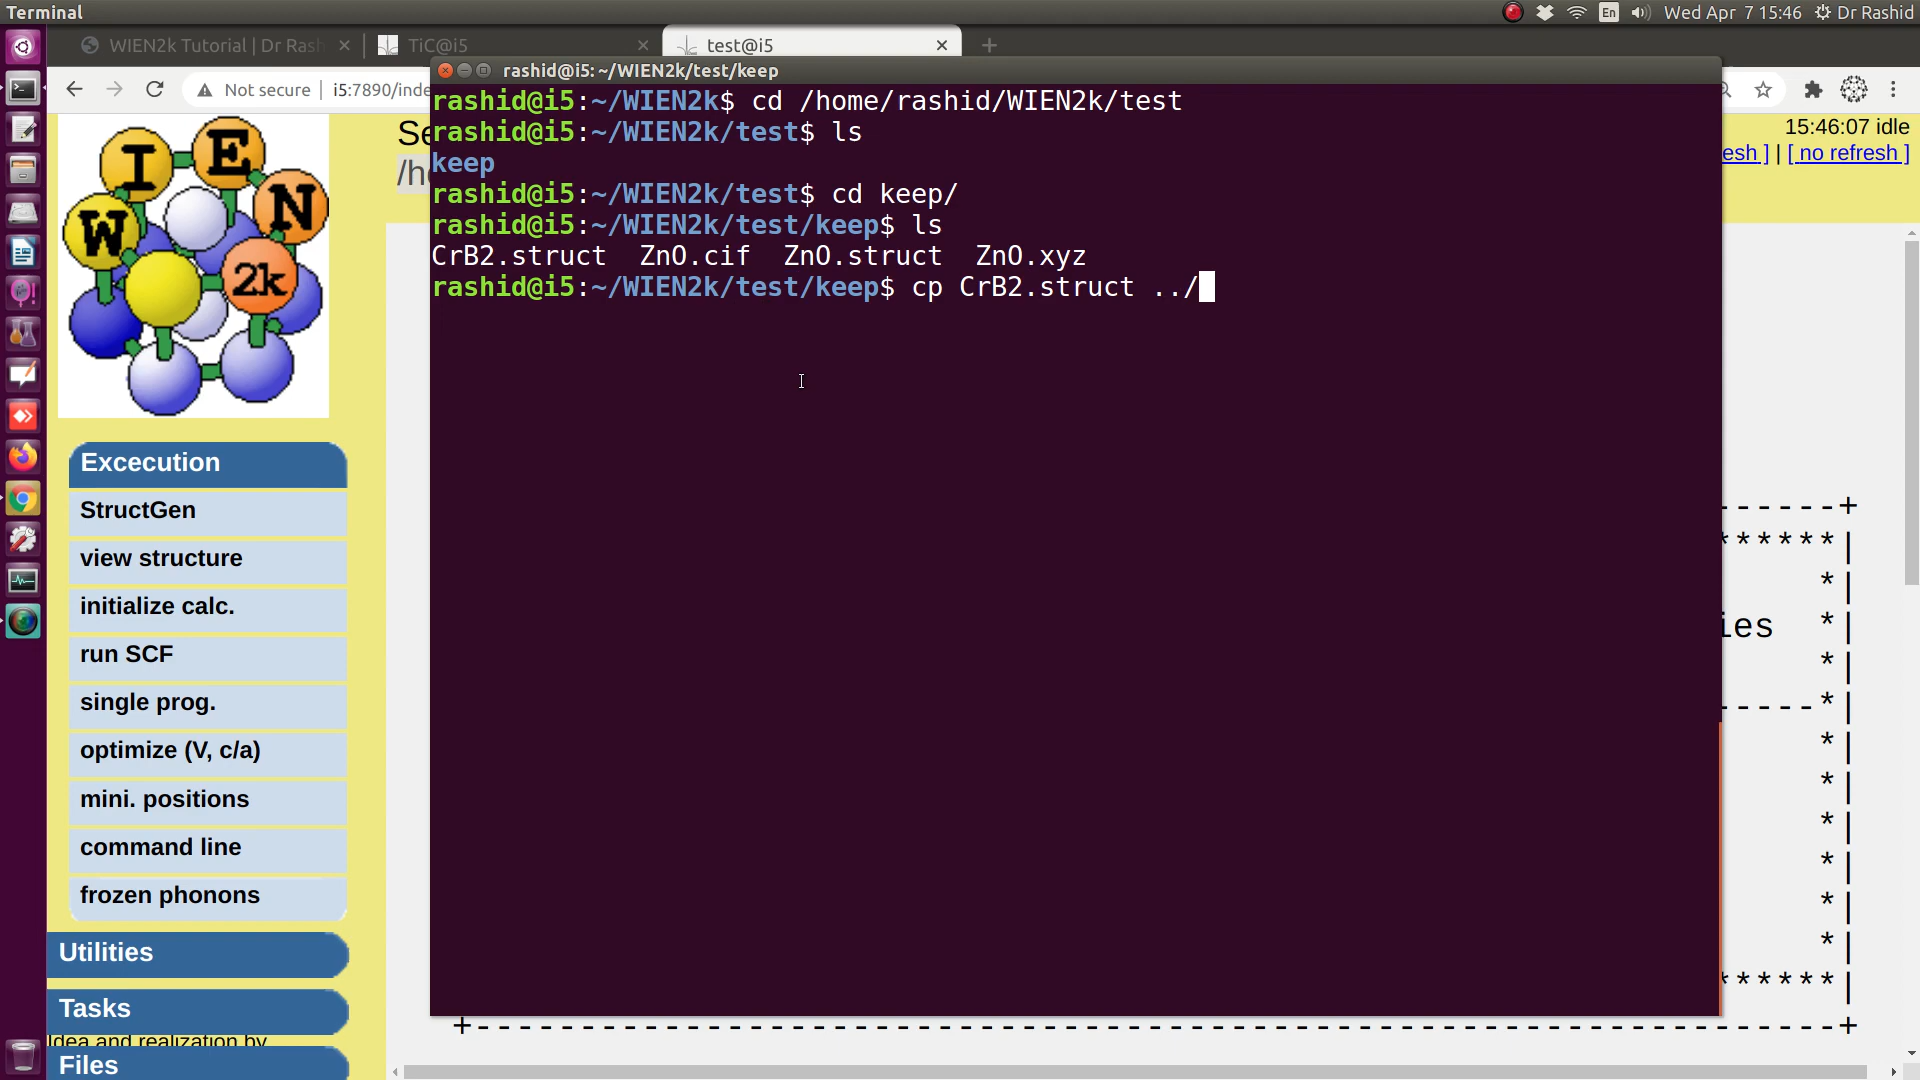 Terminal
En
Wed Apr 7 15:46
Dr Rashid
WIEN2k Tutorial | Dr Rash
TiC@i5
test@i5
Not secure
i5:7890/inde
rashid@i5: ~/WIEN2k/test/keep
rashid@i5:~/WIEN2k$ cd /home/rashid/WIEN2k/test
rashid@i5:~/WIEN2k/test$ ls
keep
rashid@i5:~/WIEN2k/test$ cd keep/
rashid@i5:~/WIEN2k/test/keep$ ls
CrB2.struct  ZnO.cif  ZnO.struct  ZnO.xyz
rashid@i5:~/WIEN2k/test/keep$ cp CrB2.struct ../
W I E N 2k
Se
/h
15:46:07 idle
esh ] | [ no refresh ]
Excecution
StructGen
view structure
initialize calc.
run SCF
single prog.
optimize (V, c/a)
mini. positions
command line
frozen phonons
Utilities
Tasks
Idea and realization by
Files
------+
******|
*|
ies *|
*|
-----*|
*|
*|
*|
*|
*|
*|
******|
+------------------------------------------------------------------+